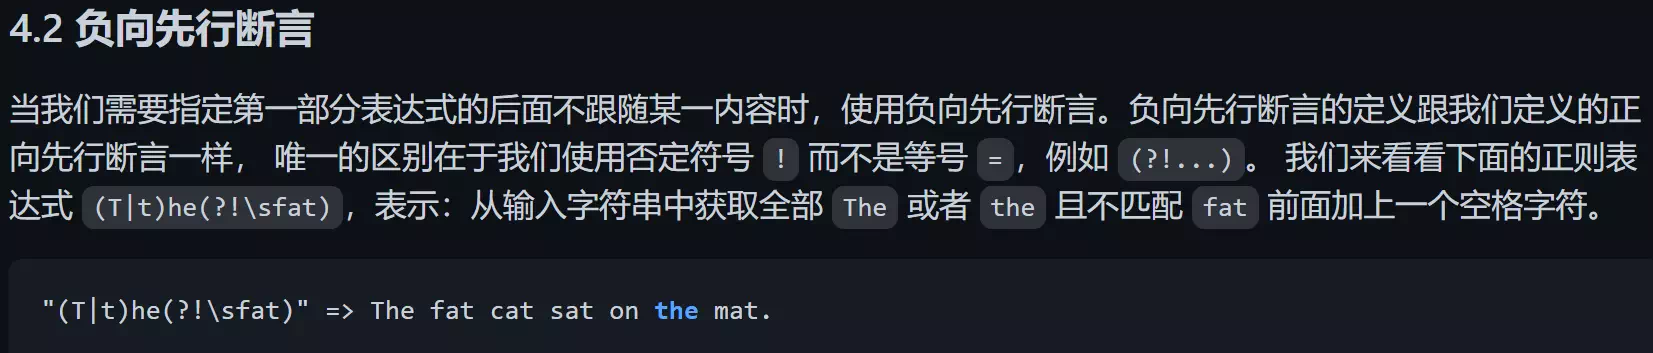 4.2 负向先行断言
当我们需要指定第一部分表达式的后面不跟随某一内容时，使用负向先行断言。负向先行断言的定义跟我们定义的正
向先行断言一样， 唯一的区别在于我们使用否定符号 ! 而不是等号 =，例如 (?!...)。 我们来看看下面的正则表
达式 (T|t)he(?!\sfat)，表示：从输入字符串中获取全部 The 或者 the 且不匹配 fat 前面加上一个空格字符。
"(T|t)he(?!\sfat)" => The fat cat sat on the mat.